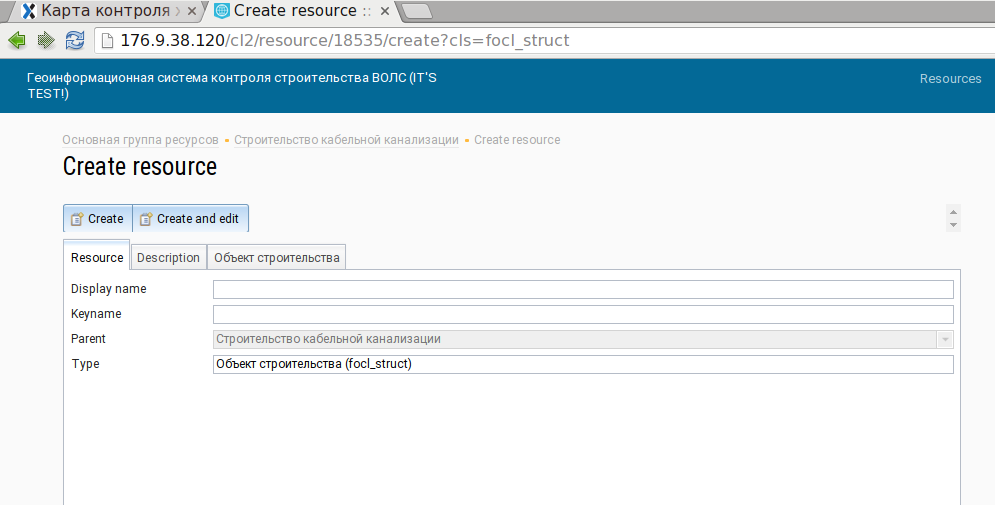 Карта контроля
Create resource ::
176.9.38.120/cl2/resource/18535/create?cls=focl_struct
Геоинформационная система контроля строительства ВОЛС (IT'S
TEST!)
Resources
Основная группа ресурсов Строительство кабельной канализации Create resource
Create resource
Create Create and edit
Resource Description Объект строительства
Display name
Keyname
Parent Строительство кабельной канализации
Type Объект строительства (focl_struct)